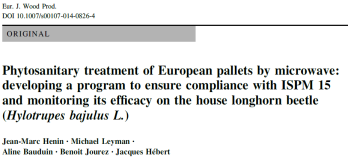 Eur. J. Wood Prod.
DOI 10.1007/s00107-014-0826-4
ORIGINAL
Phytosanitary treatment of European pallets by microwave:
developing a program to ensure compliance with ISPM 15
and monitoring its efficacy on the house longhorn beetle
(Hylotrupes bajulus L.)
Jean-Marc Henin · Michael Leyman ·
Aline Bauduin · Benoit Jourez · Jacques Hébert